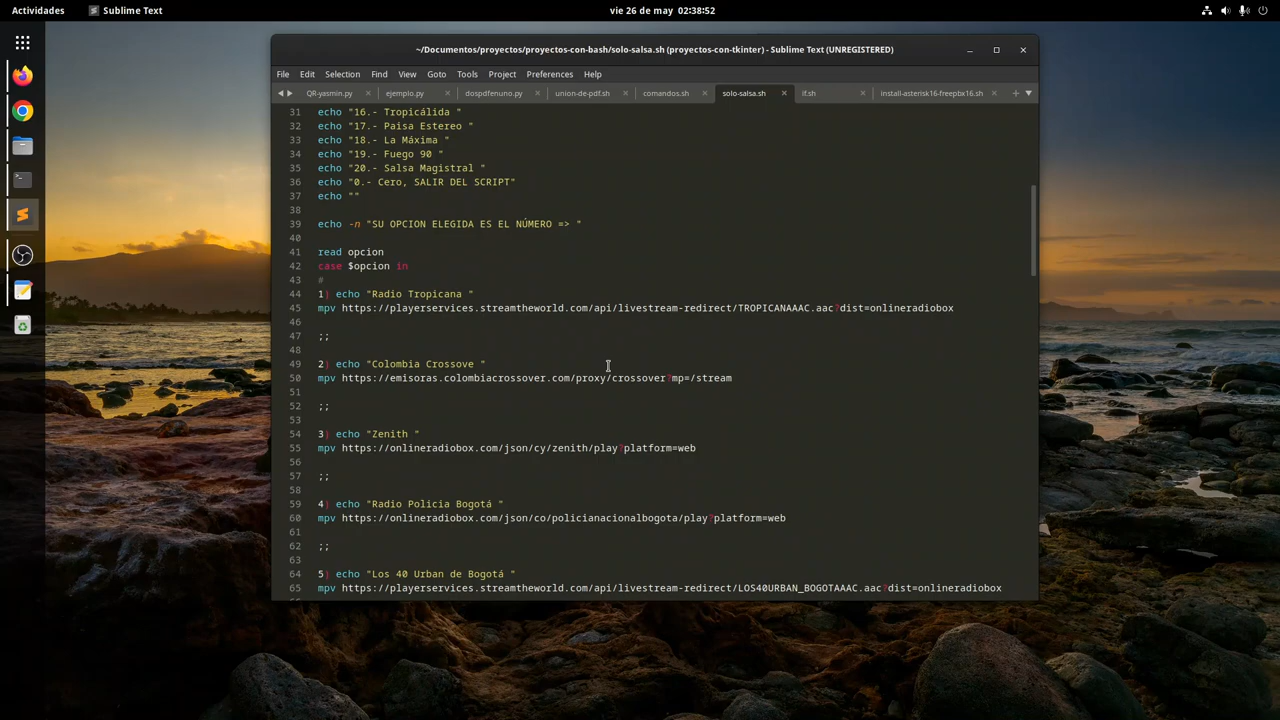 Actividades
Sublime Text
vie 26 de may 02:38:52
~/Documentos/proyectos/proyectos-con-bash/solo-salsa.sh (proyectos-con-tkinter) - Sublime Text (UNREGISTERED)
File Edit Selection Find View Goto Tools Project Preferences Help
QR-yasmin.py ejemplo.py dospdfenuno.py union-de-pdf.sh comandos.sh solo-salsa.sh if.sh install-asterisk16-freepbx16.sh
31 echo "16.- Tropicálida "
32 echo "17.- Paisa Estereo "
33 echo "18.- La Máxima "
34 echo "19.- Fuego 90 "
35 echo "20.- Salsa Magistral "
36 echo "0.- Cero, SALIR DEL SCRIPT"
37 echo ""
38
39 echo -n "SU OPCION ELEGIDA ES EL NÚMERO => "
40
41 read opcion
42 case $opcion in
43 #
44 1) echo "Radio Tropicana "
45 mpv https://playerservices.streamtheworld.com/api/livestream-redirect/TROPICANAAAC.aac?dist=onlineradiobox
46
47 ;;
48
49 2) echo "Colombia Crossove "
50 mpv https://emisoras.colombiacrossover.com/proxy/crossover?mp=/stream
51
52 ;;
53
54 3) echo "Zenith "
55 mpv https://onlineradiobox.com/json/cy/zenith/play?platform=web
56
57 ;;
58
59 4) echo "Radio Policia Bogotá "
60 mpv https://onlineradiobox.com/json/co/policianacionalbogota/play?platform=web
61
62 ;;
63
64 5) echo "Los 40 Urban de Bogotá "
65 mpv https://playerservices.streamtheworld.com/api/livestream-redirect/LOS40URBAN_BOGOTAAAC.aac?dist=onlineradiobox